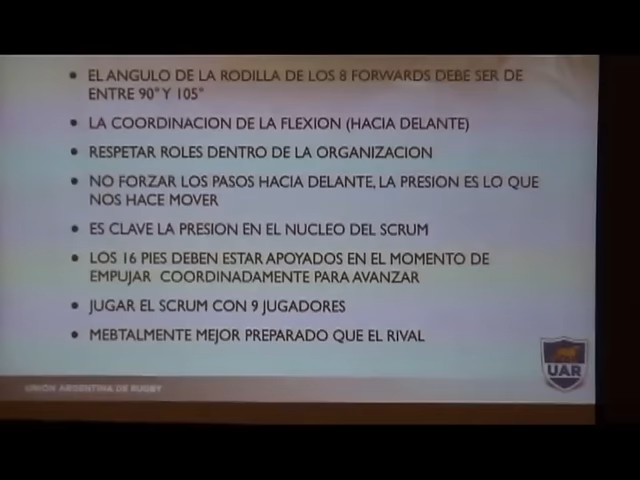 • EL ANGULO DE LA RODILLA DE LOS 8 FORWARDS DEBE SER DE
ENTRE 90° Y 105°
• LA COORDINACION DE LA FLEXION (HACIA DELANTE)
• RESPETAR ROLES DENTRO DE LA ORGANIZACION
• NO FORZAR LOS PASOS HACIA DELANTE, LA PRESION ES LO QUE
NOS HACE MOVER
• ES CLAVE LA PRESION EN EL NUCLEO DEL SCRUM
• LOS 16 PIES DEBEN ESTAR APOYADOS EN EL MOMENTO DE
EMPUJAR COORDINADAMENTE PARA AVANZAR
• JUGAR EL SCRUM CON 9 JUGADORES
• MEBTALMENTE MEJOR PREPARADO QUE EL RIVAL
UAR
UNIÓN ARGENTINA DE RUGBY